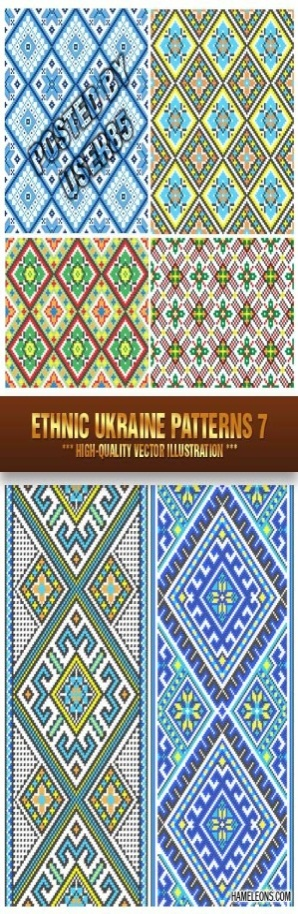 POSTED BY
USER85
ETHNIC UKRAINE PATTERNS 7
*** HIGH-QUALITY VECTOR ILLUSTRATION ***
HAMELEONS.COM